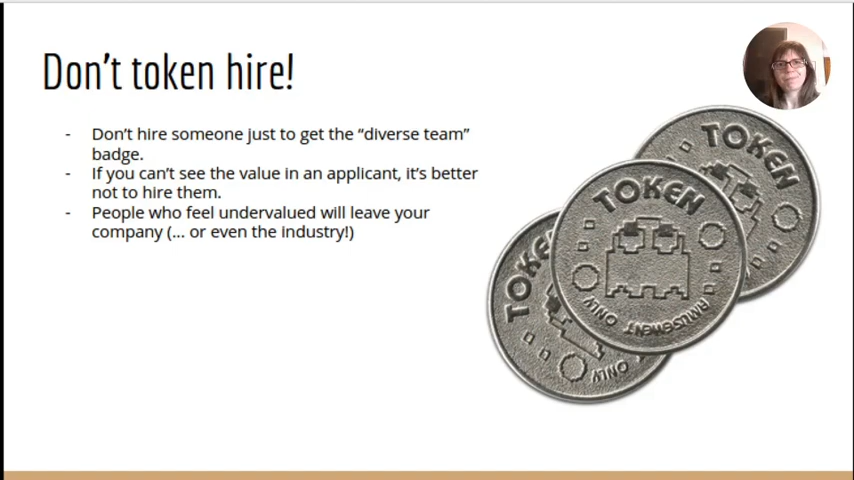 Don't token hire!
- Don't hire someone just to get the “diverse team”
badge.
- If you can't see the value in an applicant, it's better
not to hire them.
- People who feel undervalued will leave your
company (... or even the industry!)
TOKEN
TOKEN
AMUSEMENT ONLY
TOKEN
ONLY